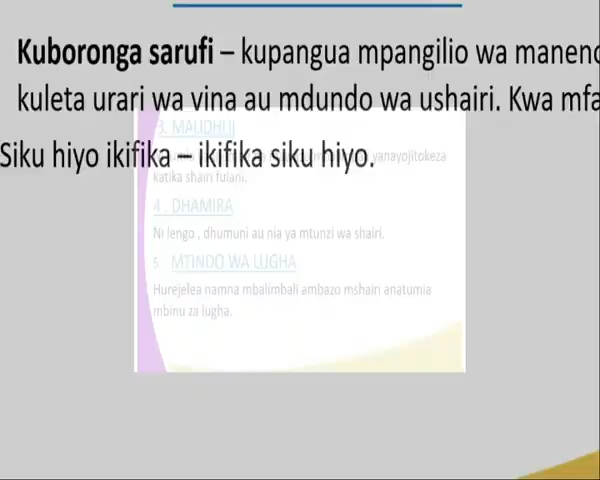 Kuboronga sarufi – kupangua mpangilio wa maneno
kuleta urari wa vina au mdundo wa ushairi. Kwa mfa
Siku hiyo ikifika – ikifika siku hiyo.
3. MAUDHUI
yanayojitokeza
katika shairi fulani.
4 . DHAMIRA
Ni lengo , dhumuni au nia ya mtunzi wa shairi.
5. MTINDO WA LUGHA
Hurejelea namna mbalimbali ambazo mshairi anatumia
mbinu za lugha.